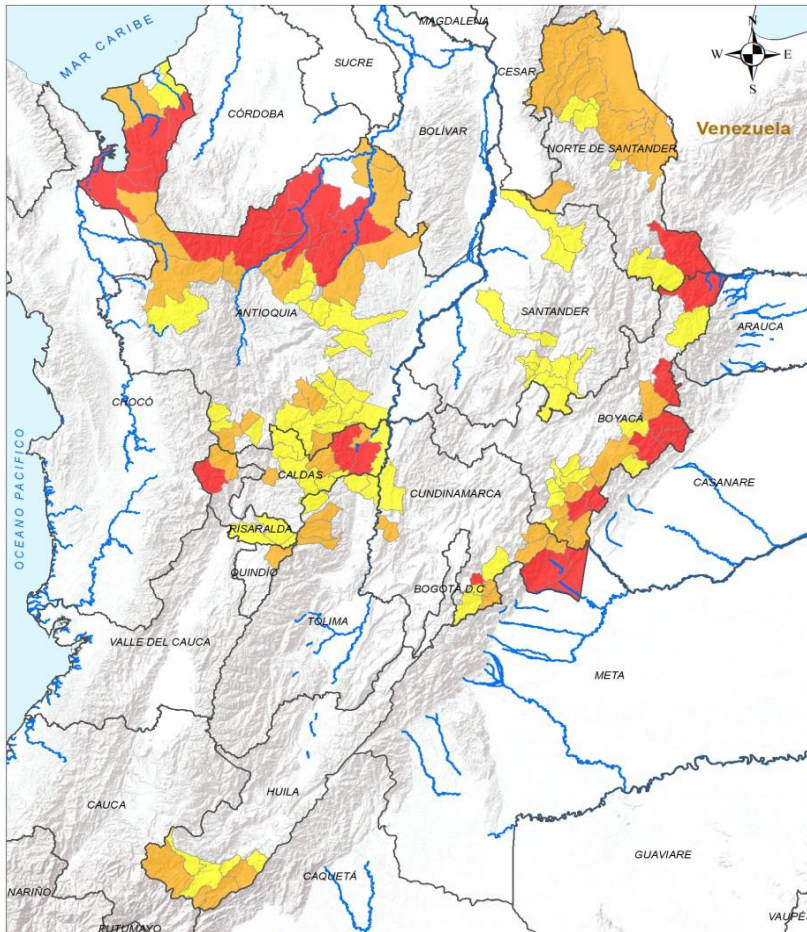 MAGDALENA
N
MAR CARIBE
W
E
SUCRE
CESAR
S
CÓRDOBA
BOLÍVAR
Venezuela
NORTE DE SANTANDER
ANTIOQUIA
SANTANDER
ARAUCA
CHOCÓ
BOYACÁ
OCEANO PACIFICO
CALDAS
CUNDINAMARCA
CASANARE
RISARALDA
QUINDÍO
BOGOTÁ D.C
TOLIMA
VALLE DEL CAUCA
META
HUILA
CAUCA
GUAVIARE
CAQUETÁ
NARIÑO
PUTUMAYO
VAUPÉ